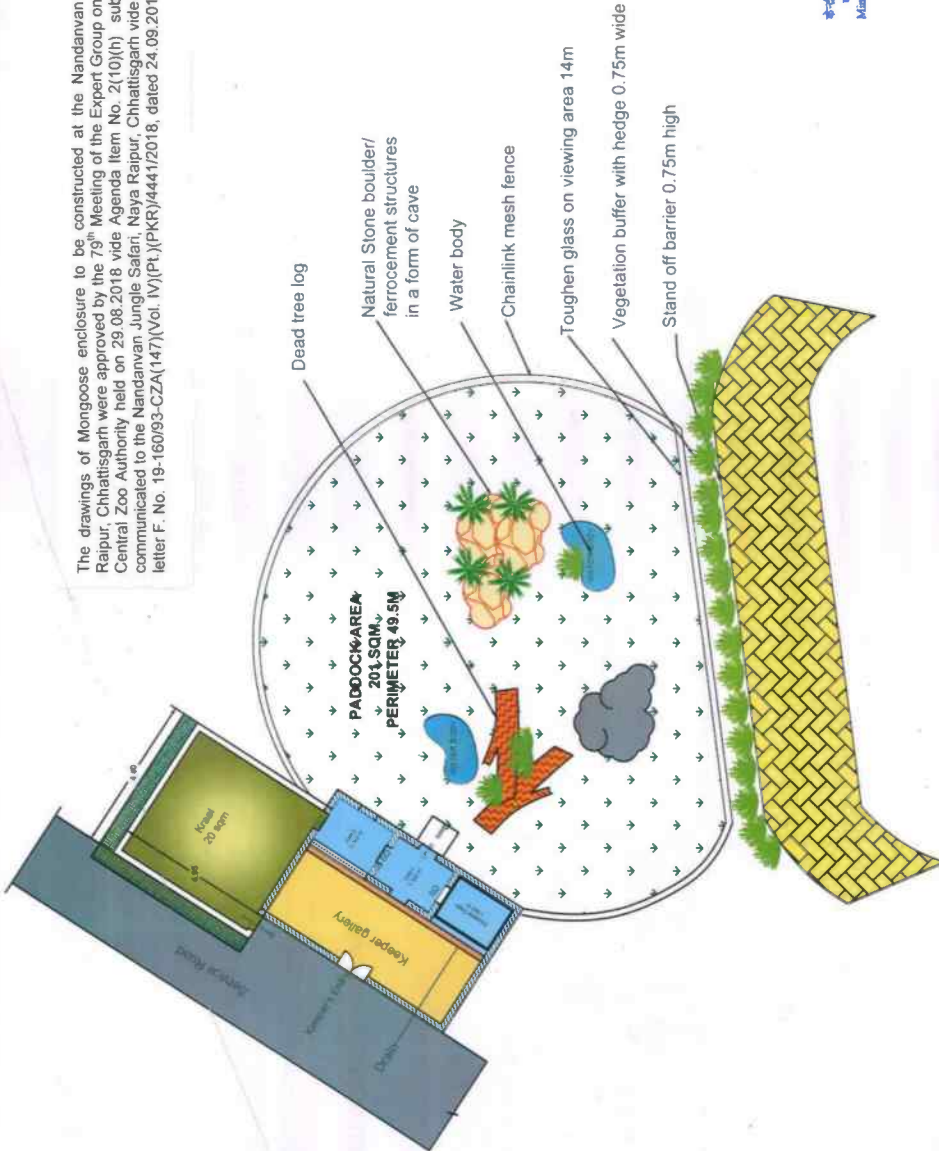 The drawings of Mongoose enclosure to be constructed at the Nandanvan
Raipur, Chhattisgarh were approved by the 79th Meeting of the Expert Group on
Central Zoo Authority held on 29.08.2018 vide Agenda Item No. 2(10)(h) sub
communicated to the Nandanvan Jungle Safari, Naya Raipur, Chhattisgarh vide
letter F. No. 19-160/93-CZA(147)(Vol. IV)(Pt.)(PKR)/4441/2018, dated 24.09.201
Dead tree log
Natural Stone boulder/
ferrocement structures
in a form of cave
Water body
Chainlink mesh fence
Toughen glass on viewing area 14m
Vegetation buffer with hedge 0.75m wide
Stand off barrier 0.75m high
PADDOCK AREA
201 SQM.
PERIMETER 49.5M
Kraal
20 sqm
Keeper gallery
Service Road
Drain